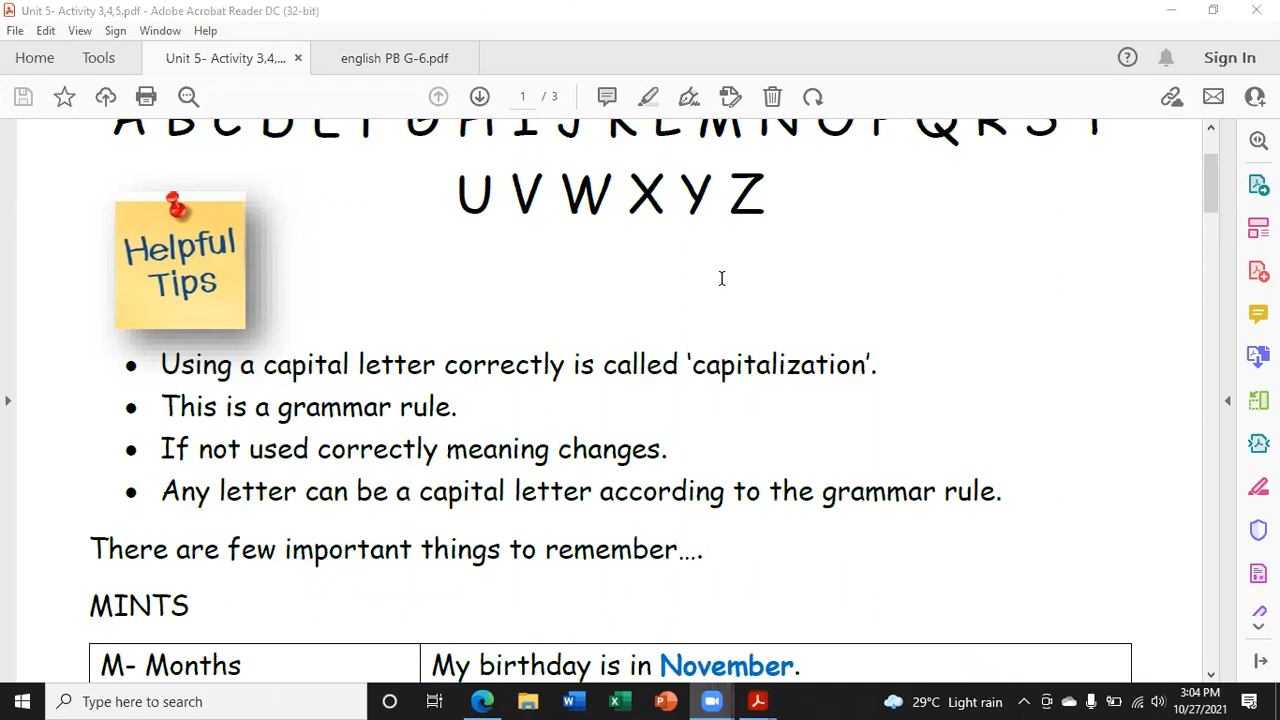 Unit 5- Activity 3,4,5.pdf - Adobe Acrobat Reader DC (32-bit)
File Edit View Sign Window Help
Home Tools Unit 5- Activity 3,4,... × english PB G-6.pdf Sign In
1 / 3
A B C D E F G H I J K L M N O P Q R S T
U V W X Y Z
Helpful
Tips
• Using a capital letter correctly is called ‘capitalization’.
• This is a grammar rule.
• If not used correctly meaning changes.
• Any letter can be a capital letter according to the grammar rule.
There are few important things to remember….
MINTS
M- Months My birthday is in November.
Type here to search 29°C Light rain 3:04 PM
10/27/2021